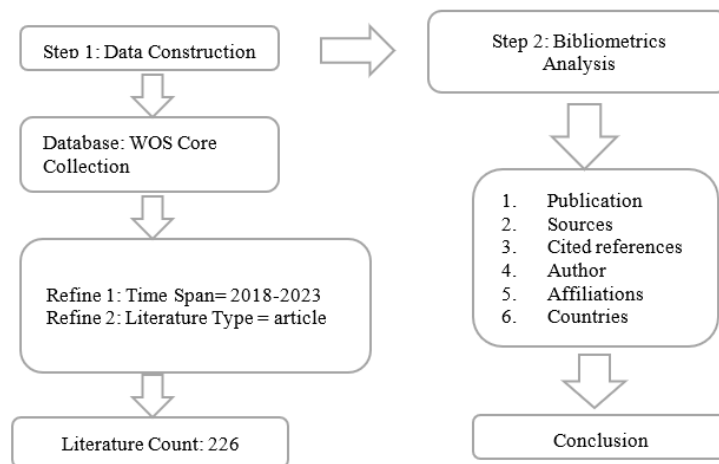 Step 1: Data Construction
Database: WOS Core
Collection
Refine 1: Time Span= 2018-2023
Refine 2: Literature Type = article
Literature Count: 226
Step 2: Bibliometrics
Analysis
1. Publication
2. Sources
3. Cited references
4. Author
5. Affiliations
6. Countries
Conclusion